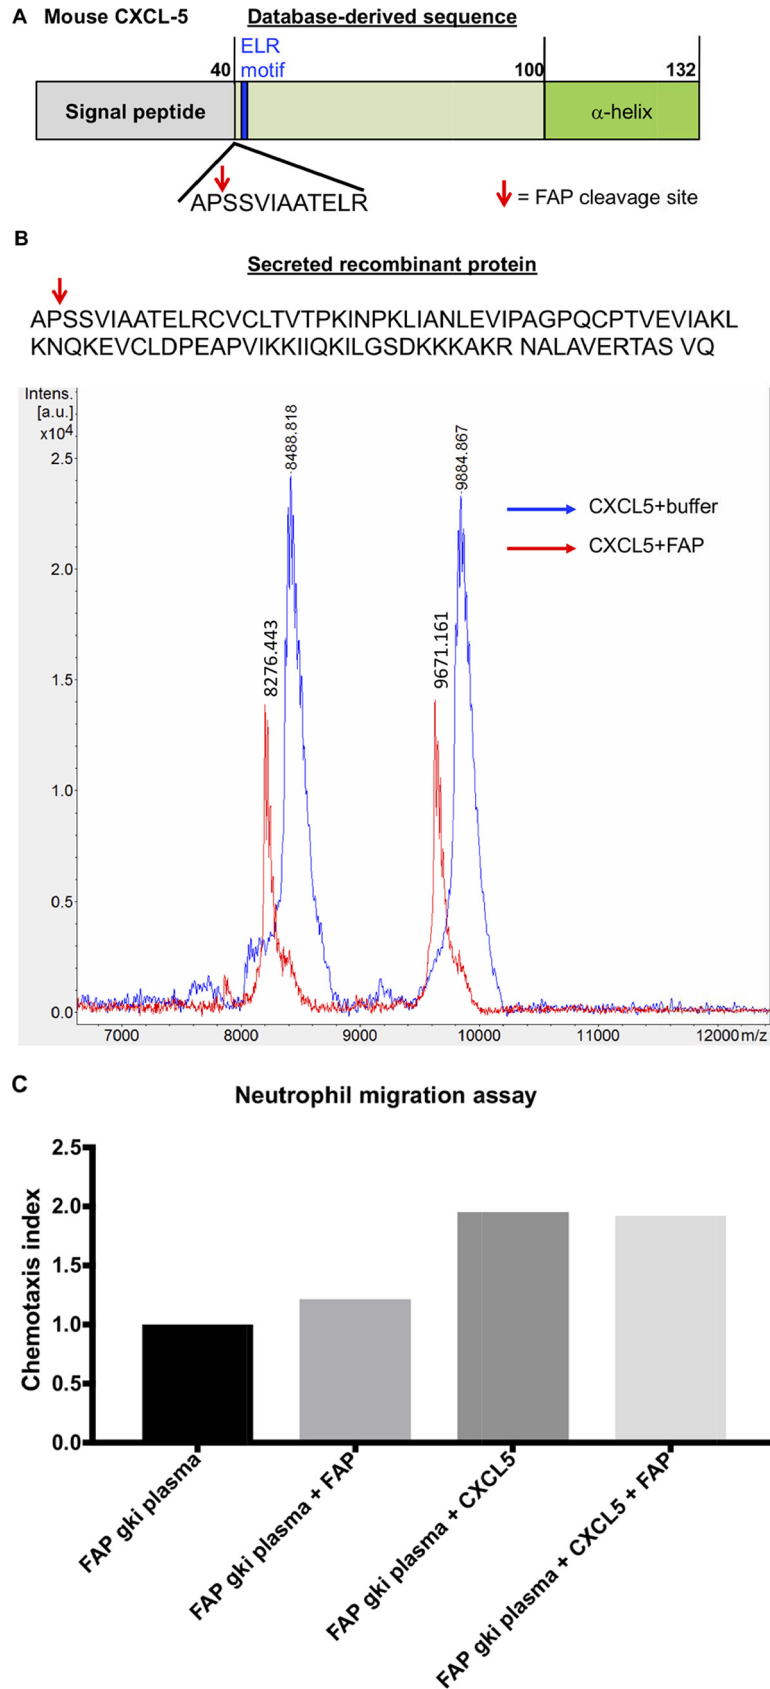 A Mouse CXCL-5 Database-derived sequence
ELR
motif
40 100 132
Signal peptide α-helix
APSSVIAATELR = FAP cleavage site
B
Secreted recombinant protein
APSSVIAATELRCVCLTVTPKINPKLIANLEVIPAGPQCPTVEVIAKL
KNQKEVCLDPEAPVIKKIIQKILGSDKKKAKR NALAVERTAS VQ
Intens.
[a.u.]
x10⁴
8488.818
9884.867
2.5
CXCL5+buffer
CXCL5+FAP
2.0
8276.443
9671.161
1.5
1.0
0.5
0.0
7000 8000 9000 10000 11000 12000 m/z
C
Neutrophil migration assay
Chemotaxis index
2.5
2.0
1.5
1.0
0.5
0.0
FAP gki plasma
FAP gki plasma + FAP
FAP gki plasma + CXCL5
FAP gki plasma + CXCL5 + FAP